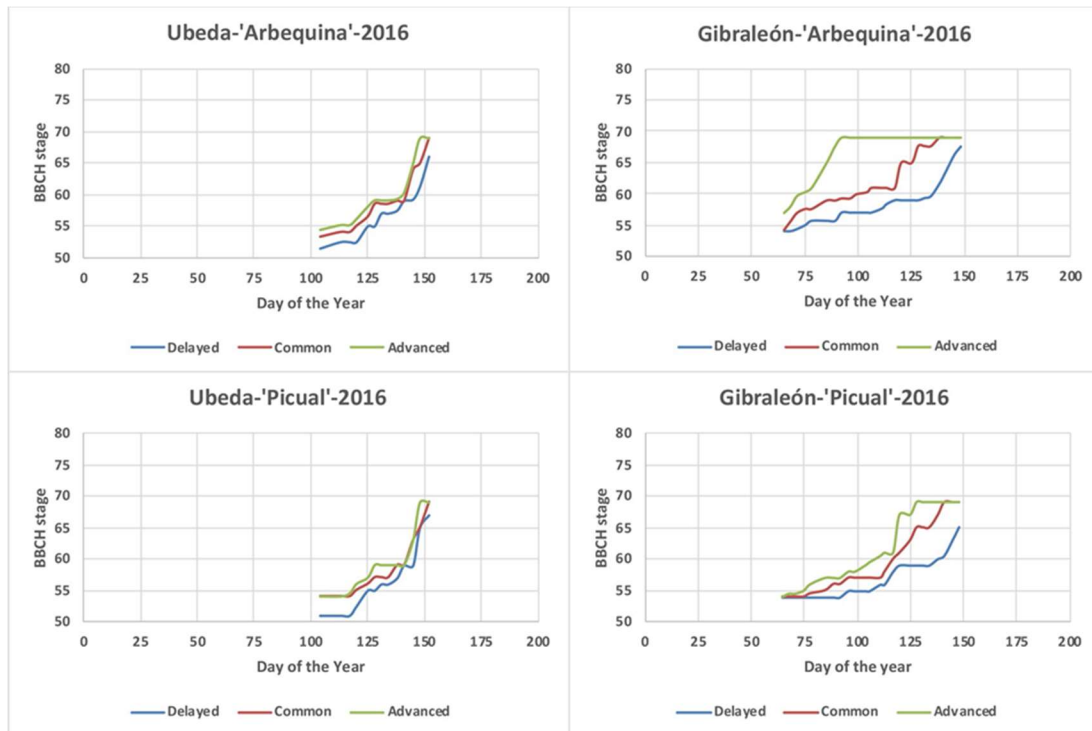 Ubeda-'Arbequina'-2016
80
75
70
65
60
55
50
BBCH stage
0 25 50 75 100 125 150 175 200
Day of the Year
Delayed Common Advanced
Gibraleón-'Arbequina'-2016
80
75
70
65
60
55
50
BBCH stage
0 25 50 75 100 125 150 175 200
Day of the Year
Delayed Common Advanced
Ubeda-'Picual'-2016
80
75
70
65
60
55
50
BBCH stage
0 25 50 75 100 125 150 175 200
Day of the Year
Delayed Common Advanced
Gibraleón-'Picual'-2016
80
75
70
65
60
55
50
BBCH stage
0 25 50 75 100 125 150 175 200
Day of the year
Delayed Common Advanced